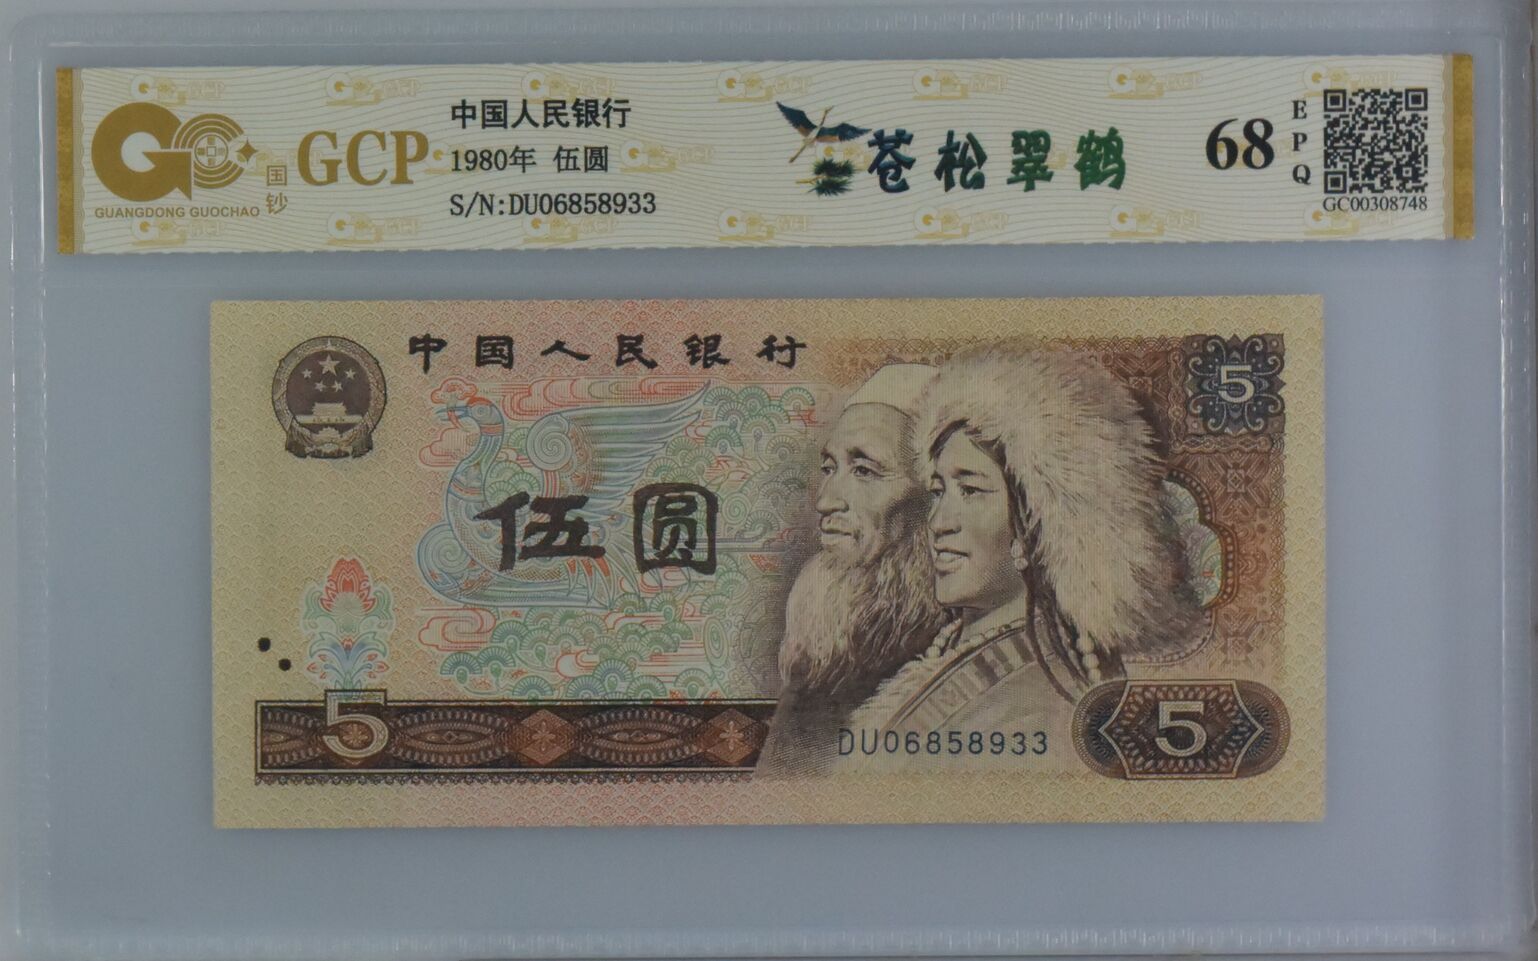 GCP
国钞
GUANGDONG GUOCHAO
中国人民银行
1980年 伍圆
S/N:DU06858933
苍松翠鹤
68
EPQ
GC00308748
中国人民银行
5
伍圆
5
DU06858933
5